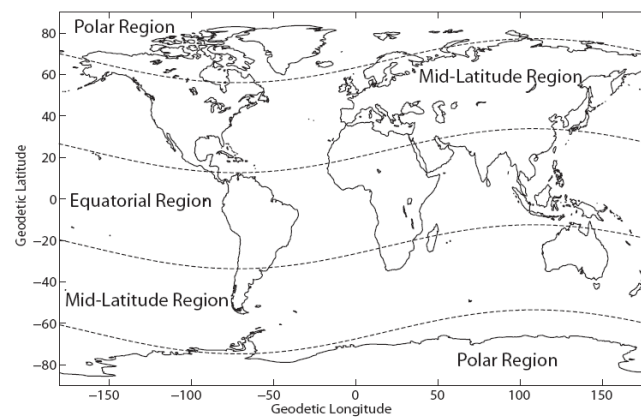 Polar Region
80
Mid-Latitude Region
60
40
20
Equatorial Region
0
−20
−40
Mid-Latitude Region
−60
Polar Region
−80
Geodetic Latitude
−150
−100
−50
0
50
100
150
Geodetic Longitude